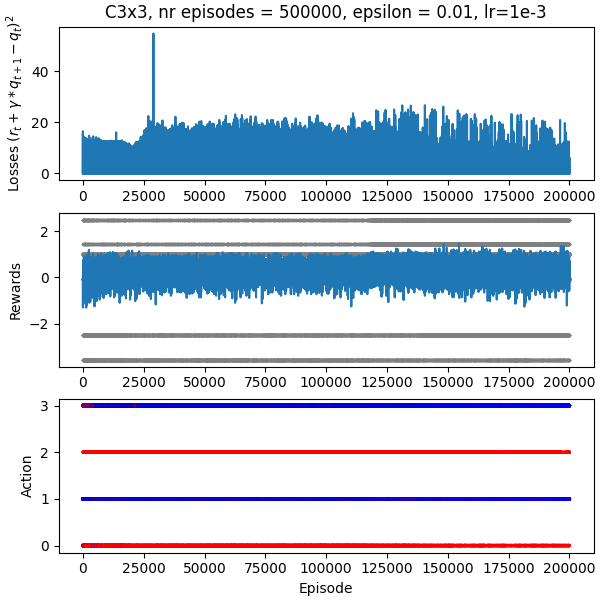 C3x3, nr episodes = 500000, epsilon = 0.01, lr=1e-3
Losses $(r_t + \gamma * q_{t+1} - q_t)^2$
40
20
0
0 25000 50000 75000 100000 125000 150000 175000 200000
Rewards
2
0
−2
0 25000 50000 75000 100000 125000 150000 175000 200000
Action
3
2
1
0
0 25000 50000 75000 100000 125000 150000 175000 200000
Episode